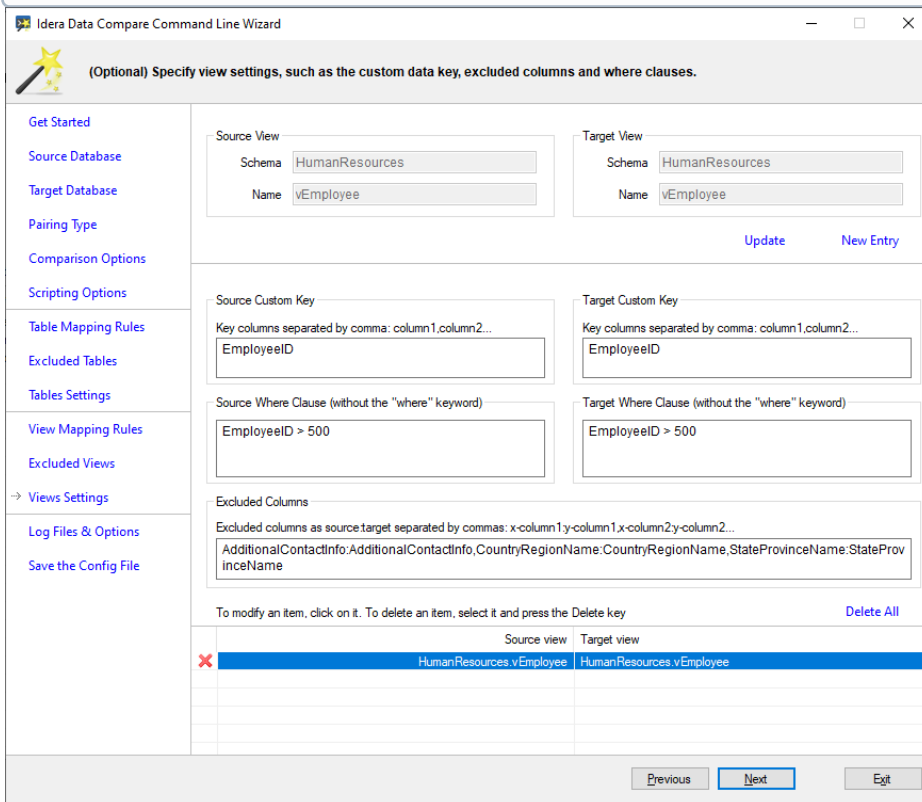 Idera Data Compare Command Line Wizard
(Optional) Specify view settings, such as the custom data key, excluded columns and where clauses.
Get Started
Source Database
Target Database
Pairing Type
Comparison Options
Scripting Options
Table Mapping Rules
Excluded Tables
Tables Settings
View Mapping Rules
Excluded Views
Views Settings
Log Files & Options
Save the Config File
Source View
Schema HumanResources
Name vEmployee
Target View
Schema HumanResources
Name vEmployee
Update New Entry
Source Custom Key
Key columns separated by comma: column1,column2...
EmployeeID
Target Custom Key
Key columns separated by comma: column1,column2...
EmployeeID
Source Where Clause (without the "where" keyword)
EmployeeID > 500
Target Where Clause (without the "where" keyword)
EmployeeID > 500
Excluded Columns
Excluded columns as source:target separated by commas: x-column1:y-column1,x-column2:y-column2...
AdditionalContactInfo:AdditionalContactInfo,CountryRegionName:CountryRegionName,StateProvinceName:StateProv
inceName
To modify an item, click on it. To delete an item, select it and press the Delete key Delete All
Source view Target view
HumanResources.vEmployee HumanResources.vEmployee
Previous Next Exit